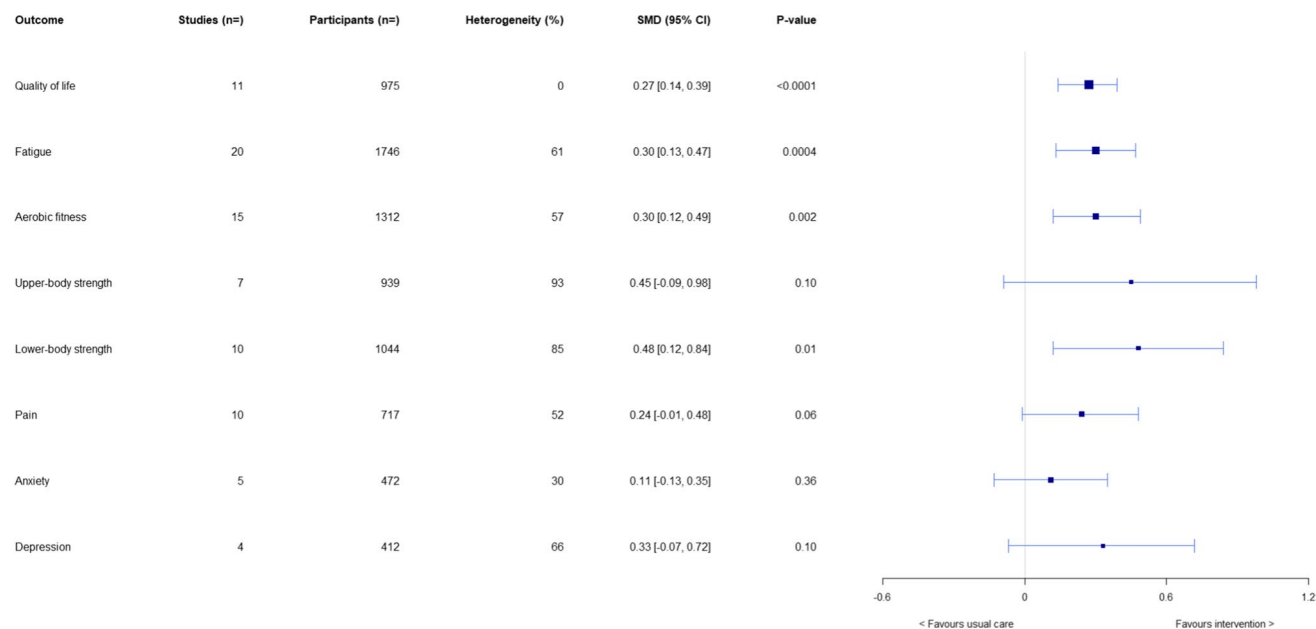 Outcome Studies (n=) Participants (n=) Heterogeneity (%) SMD (95% CI) P-value
Quality of life 11 975 0 0.27 [0.14, 0.39] <0.0001
Fatigue 20 1746 61 0.30 [0.13, 0.47] 0.0004
Aerobic fitness 15 1312 57 0.30 [0.12, 0.49] 0.002
Upper-body strength 7 939 93 0.45 [-0.09, 0.98] 0.10
Lower-body strength 10 1044 85 0.48 [0.12, 0.84] 0.01
Pain 10 717 52 0.24 [-0.01, 0.48] 0.06
Anxiety 5 472 30 0.11 [-0.13, 0.35] 0.36
Depression 4 412 66 0.33 [-0.07, 0.72] 0.10
-0.6 0 0.6 1.2
< Favours usual care Favours intervention >